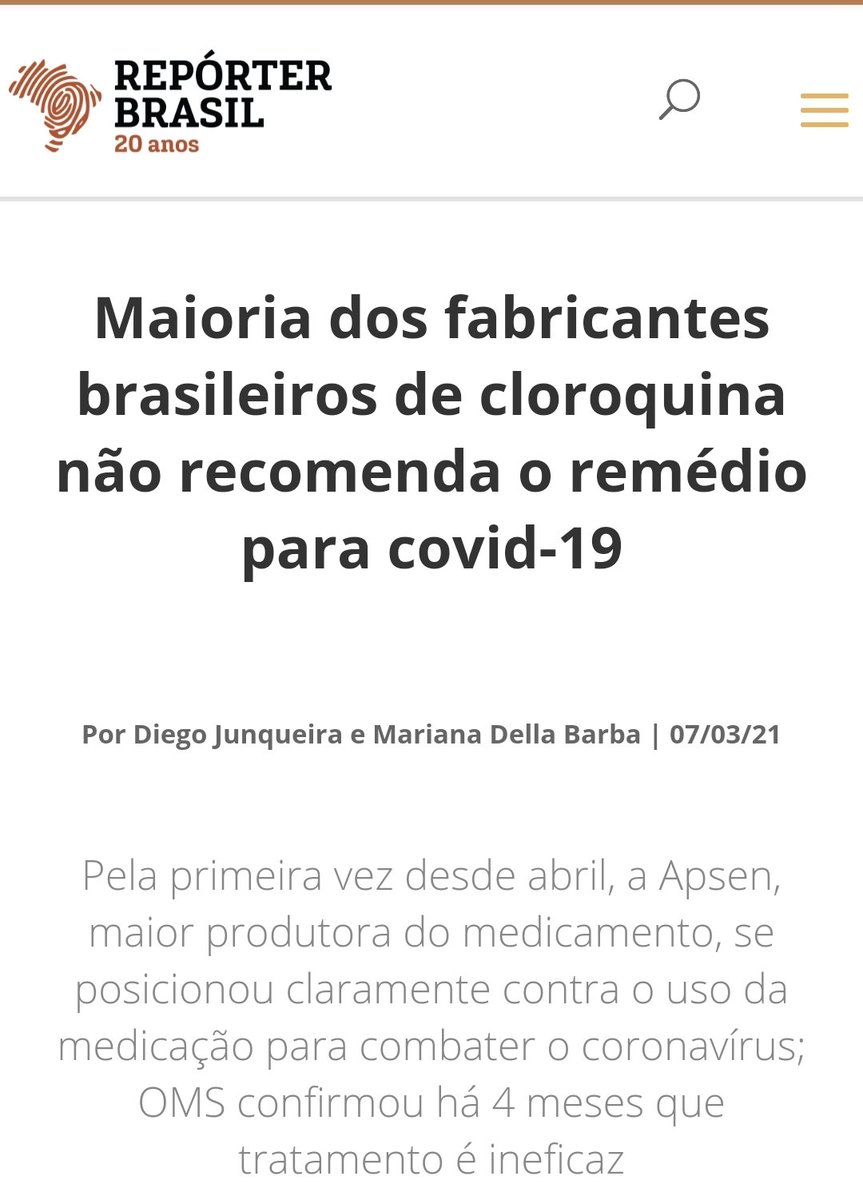 REPÓRTER
BRASIL
20 anos
Maioria dos fabricantes
brasileiros de cloroquina
não recomenda o remédio
para covid-19
Por Diego Junqueira e Mariana Della Barba | 07/03/21
Pela primeira vez desde abril, a Apsen,
maior produtora do medicamento, se
posicionou claramente contra o uso da
medicação para combater o coronavírus;
OMS confirmou há 4 meses que
tratamento é ineficaz